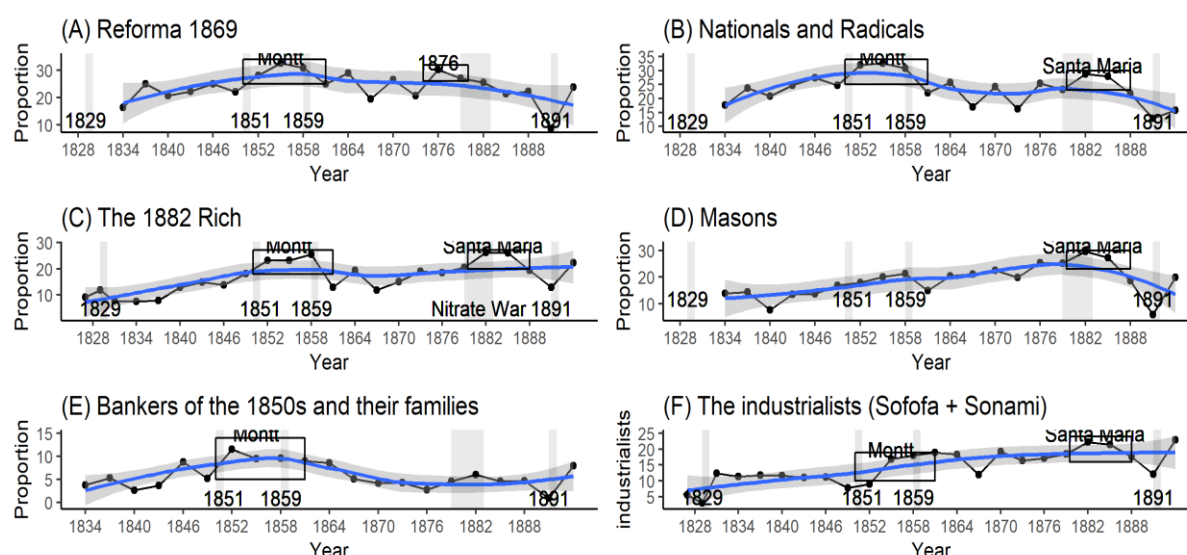 (A) Reforma 1869
Proportion
30
20
10
Montt
1876
1829
1851
1859
1891
1828 1834 1840 1846 1852 1858 1864 1870 1876 1882 1888
Year
(B) Nationals and Radicals
Proportion
35
30
25
20
15
10
Montt
Santa Maria
1829
1851
1859
1891
1828 1834 1840 1846 1852 1858 1864 1870 1876 1882 1888
Year
(C) The 1882 Rich
Proportion
30
20
10
Montt
Santa Maria
1829
1851
1859
Nitrate War 1891
1828 1834 1840 1846 1852 1858 1864 1870 1876 1882 1888
Year
(D) Masons
Proportion
30
20
10
Montt
Santa Maria
1829
1851
1859
1891
1828 1834 1840 1846 1852 1858 1864 1870 1876 1882 1888
Year
(E) Bankers of the 1850s and their families
Proportion
15
10
5
0
Montt
1851
1859
1891
1834 1840 1846 1852 1858 1864 1870 1876 1882 1888
Year
(F) The industrialists (Sofofa + Sonami)
industrialists
25
20
15
10
5
Montt
Santa Maria
1829
1851
1859
1891
1828 1834 1840 1846 1852 1858 1864 1870 1876 1882 1888
Year